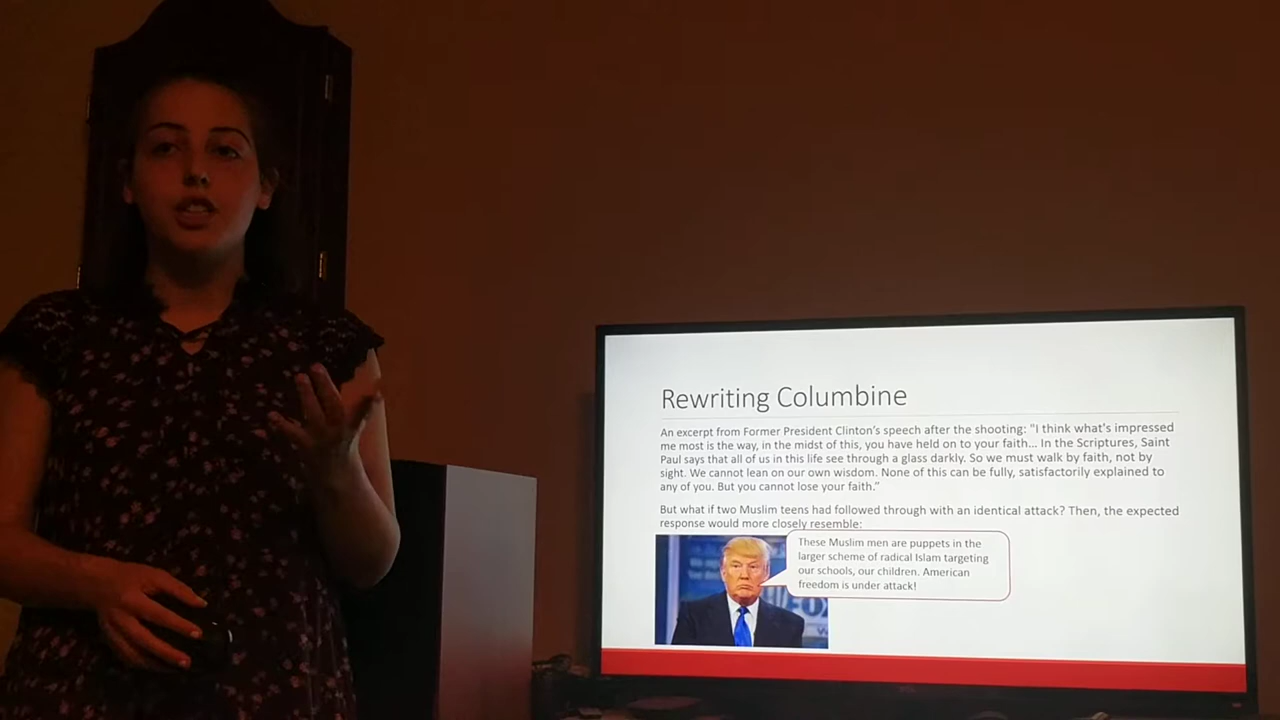 Rewriting Columbine
An excerpt from Former President Clinton's speech after the shooting: "I think what's impressed
me most is the way, in the midst of this, you have held on to your faith... In the Scriptures, Saint
Paul says that all of us in this life see through a glass darkly. So we must walk by faith, not by
sight. We cannot lean on our own wisdom. None of this can be fully, satisfactorily explained to
any of you. But you cannot lose your faith."
But what if two Muslim teens had followed through with an identical attack? Then, the expected
response would more closely resemble:
These Muslim men are puppets in the
larger scheme of radical Islam targeting
our schools, our children. American
freedom is under attack!